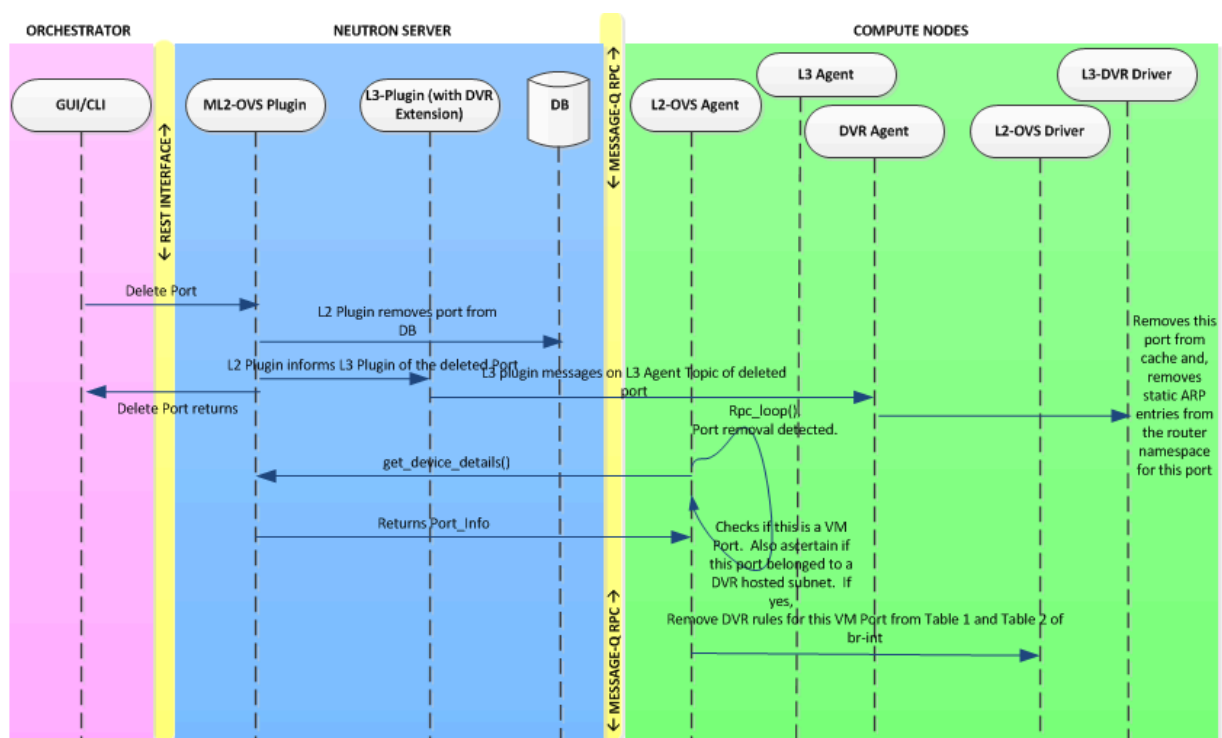 ORCHESTRATOR
NEUTRON SERVER
COMPUTE NODES
← REST INTERFACE→
← MESSAGE-Q RPC →
GUI/CLI
ML2-OVS Plugin
L3-Plugin (with DVR
Extension)
DB
L2-OVS Agent
L3 Agent
DVR Agent
L2-OVS Driver
L3-DVR Driver
Delete Port
L2 Plugin removes port from
DB
L2 Plugin informs L3 Plugin of the deleted Port
L3 plugin messages on L3 Agent Topic of deleted
port
Delete Port returns
Removes this
port from
cache and,
removes
static ARP
entries from
the router
namespace
for this port
Rpc_loop()
Port removal detected.
get_device_details()
Returns Port_Info
Checks if this is a VM
Port.  Also ascertain if
this port belonged to a
DVR hosted subnet.  If
yes,
Remove DVR rules for this VM Port from Table 1 and Table 2 of
br-int
← MESSAGE-Q RPC →